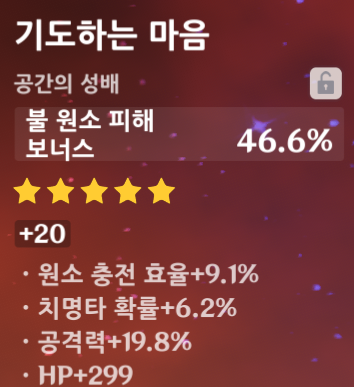 기도하는 마음
공간의 성배
불 원소 피해
보너스
46.6%
+20
· 원소 충전 효율+9.1%
· 치명타 확률+6.2%
· 공격력+19.8%
· HP+299